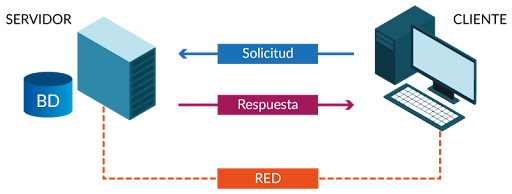 SERVIDOR
CLIENTE
Solicitud
BD
Respuesta
RED